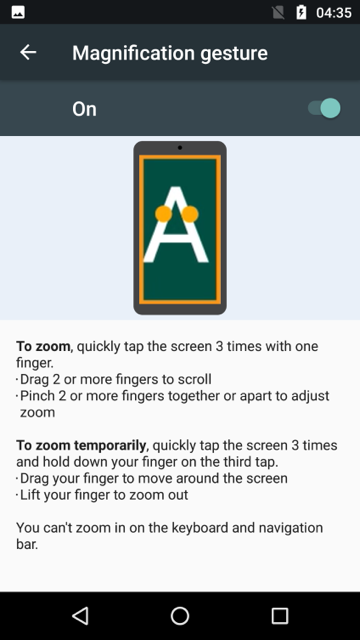 04:35
Magnification gesture
On
A
To zoom, quickly tap the screen 3 times with one
finger.
· Drag 2 or more fingers to scroll
· Pinch 2 or more fingers together or apart to adjust
zoom
To zoom temporarily, quickly tap the screen 3 times
and hold down your finger on the third tap.
· Drag your finger to move around the screen
· Lift your finger to zoom out
You can't zoom in on the keyboard and navigation
bar.